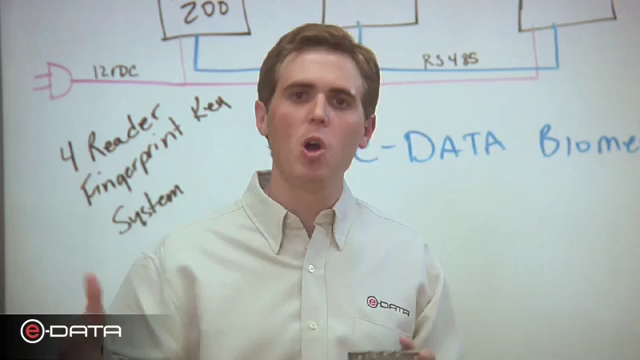 200
12VDC
RS485
4 Reader
Fingerprint Key
System
e-DATA Biome
e-DATA
e-DATA